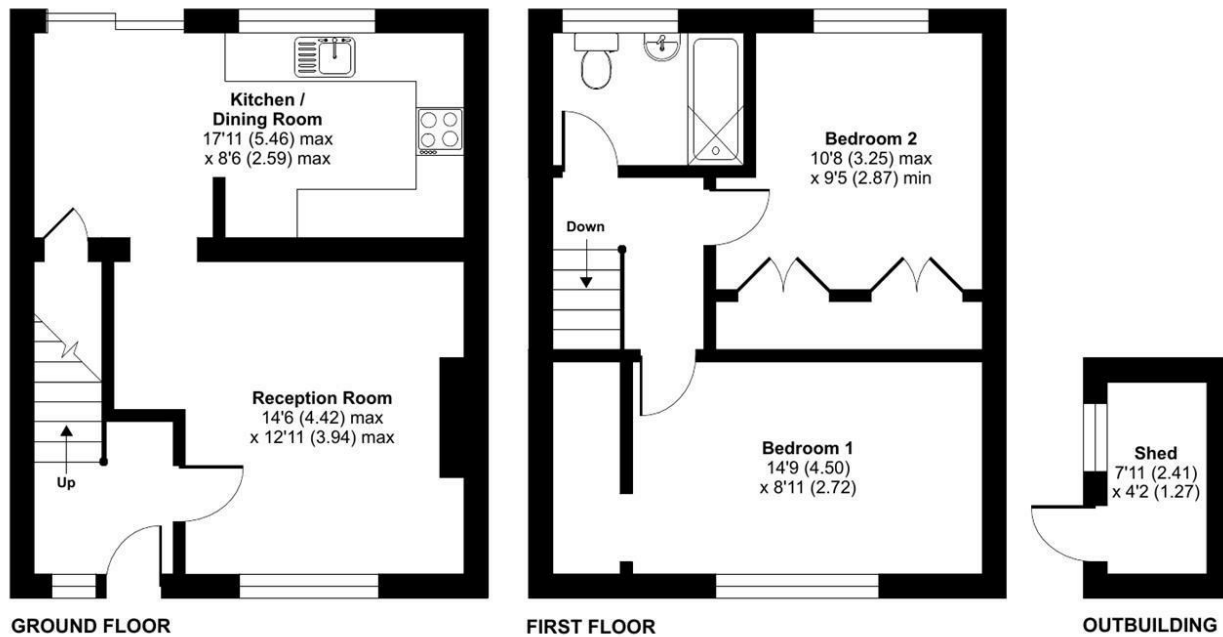 Kitchen /
Dining Room
17'11 (5.46) max
x 8'6 (2.59) max
Reception Room
14'6 (4.42) max
x 12'11 (3.94) max
Up
GROUND FLOOR
Bedroom 2
10'8 (3.25) max
x 9'5 (2.87) min
Down
Bedroom 1
14'9 (4.50)
x 8'11 (2.72)
FIRST FLOOR
Shed
7'11 (2.41)
x 4'2 (1.27)
OUTBUILDING